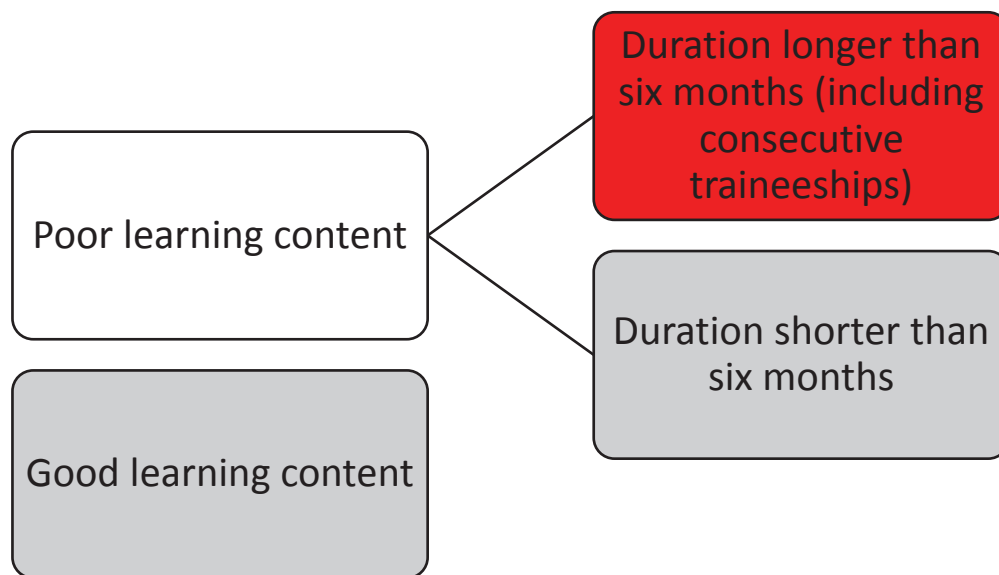 Poor learning content
Good learning content
Duration longer than
six months (including
consecutive
traineeships)
Duration shorter than
six months